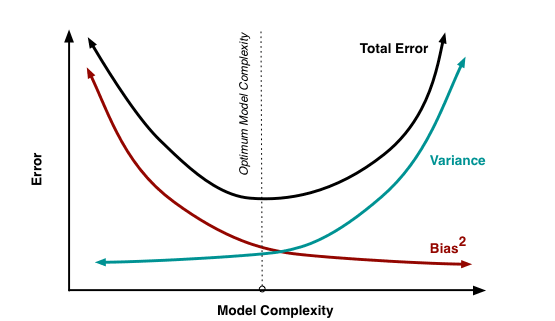 Optimum Model Complexity
Total Error
Variance
Error
Bias²
Model Complexity